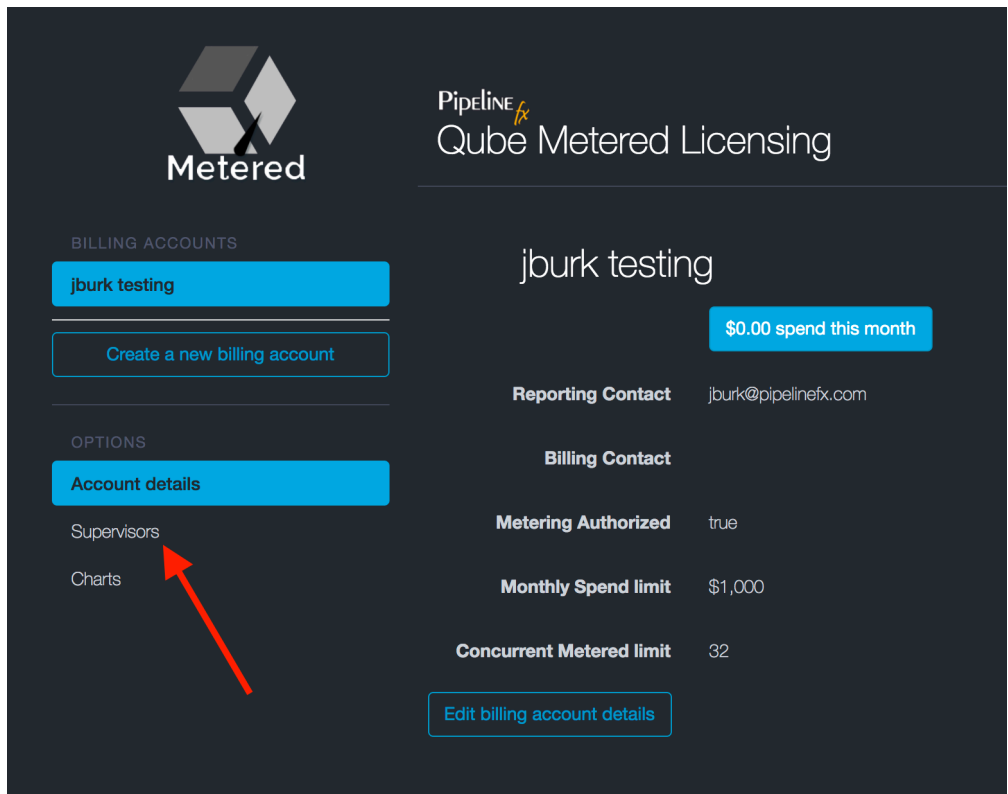 Metered
Pipeline fx
Qube Metered Licensing
BILLING ACCOUNTS
jburk testing
Create a new billing account
OPTIONS
Account details
Supervisors
Charts
jburk testing
$0.00 spend this month
Reporting Contact jburk@pipelinefx.com
Billing Contact
Metering Authorized true
Monthly Spend limit $1,000
Concurrent Metered limit 32
Edit billing account details